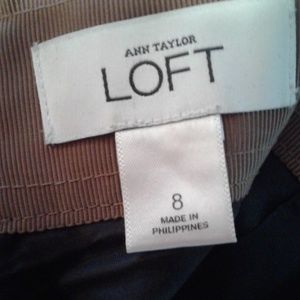 ANN TAYLOR
LOFT
8
MADE IN
PHILIPPINES